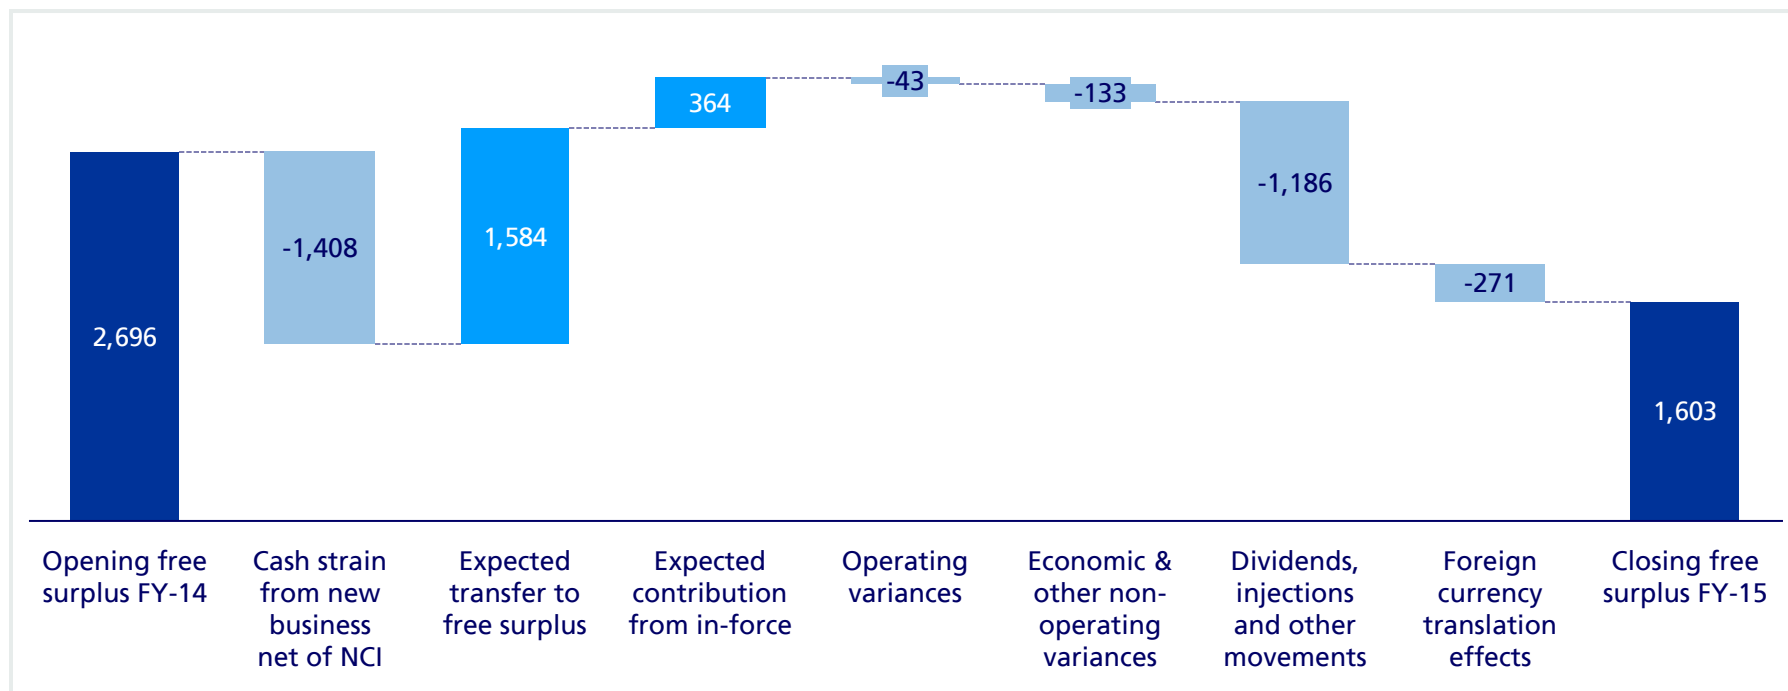 2,696
-1,408
1,584
364
-43
-133
-1,186
-271
1,603
Opening free
surplus FY-14
Cash strain
from new
business
net of NCI
Expected
transfer to
free surplus
Expected
contribution
from in-force
Operating
variances
Economic &
other non-
operating
variances
Dividends,
injections
and other
movements
Foreign
currency
translation
effects
Closing free
surplus FY-15